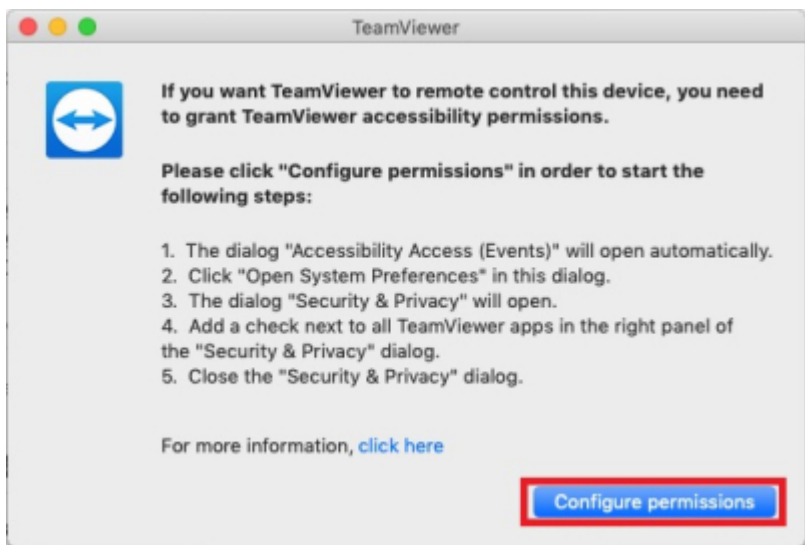 TeamViewer
If you want TeamViewer to remote control this device, you need
to grant TeamViewer accessibility permissions.
Please click "Configure permissions" in order to start the
following steps:
1. The dialog "Accessibility Access (Events)" will open automatically.
2. Click "Open System Preferences" in this dialog.
3. The dialog "Security & Privacy" will open.
4. Add a check next to all TeamViewer apps in the right panel of
the "Security & Privacy" dialog.
5. Close the "Security & Privacy" dialog.
For more information, click here
Configure permissions